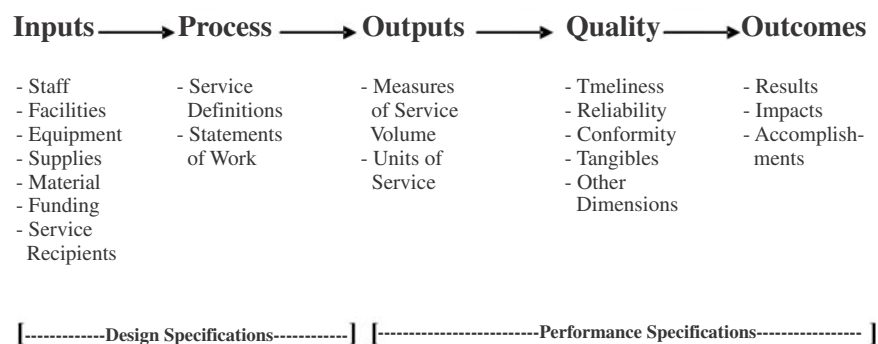 Inputs Process Outputs Quality Outcomes
- Staff
- Facilities
- Equipment
- Supplies
- Material
- Funding
- Service
Recipients
- Service
Definitions
- Statements
of Work
- Measures
of Service
Volume
- Units of
Service
- Tmeliness
- Reliability
- Conformity
- Tangibles
- Other
Dimensions
- Results
- Impacts
- Accomplish-
ments
[-------------Design Specifications------------] [--------------------------Performance Specifications----------------- ]